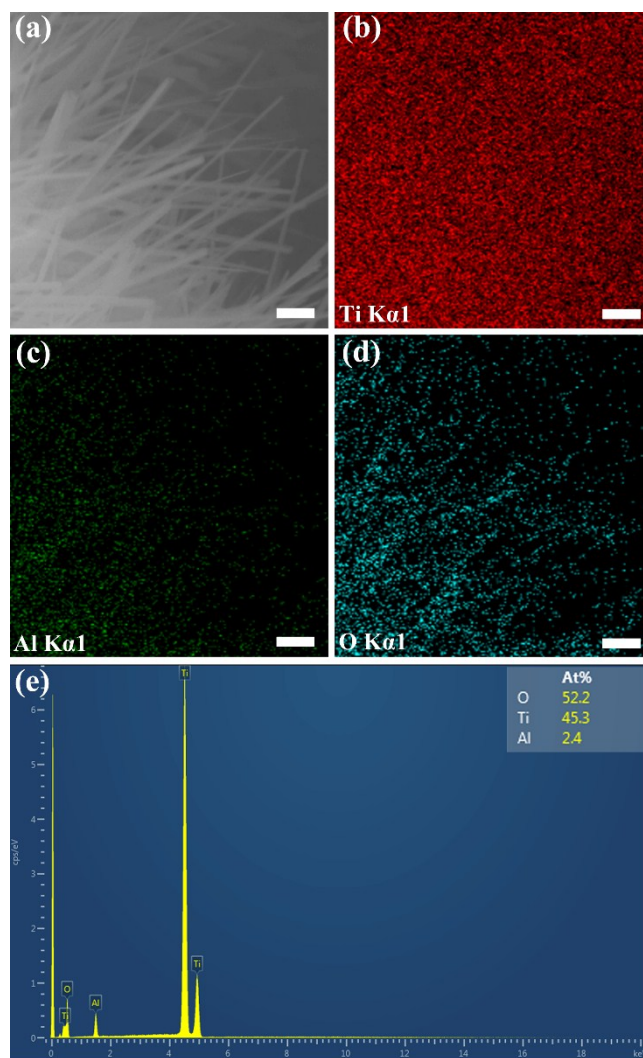 (a)
(b)
Ti Kα1
(c)
(d)
Al Kα1
O Kα1
(e)
Ti
At%
O 52.2
Ti 45.3
Al 2.4
6
5
4
3
2
1
0
cps/eV
Ti
O
Al
Ti
0 2 4 6 8 10 12 14 16 18